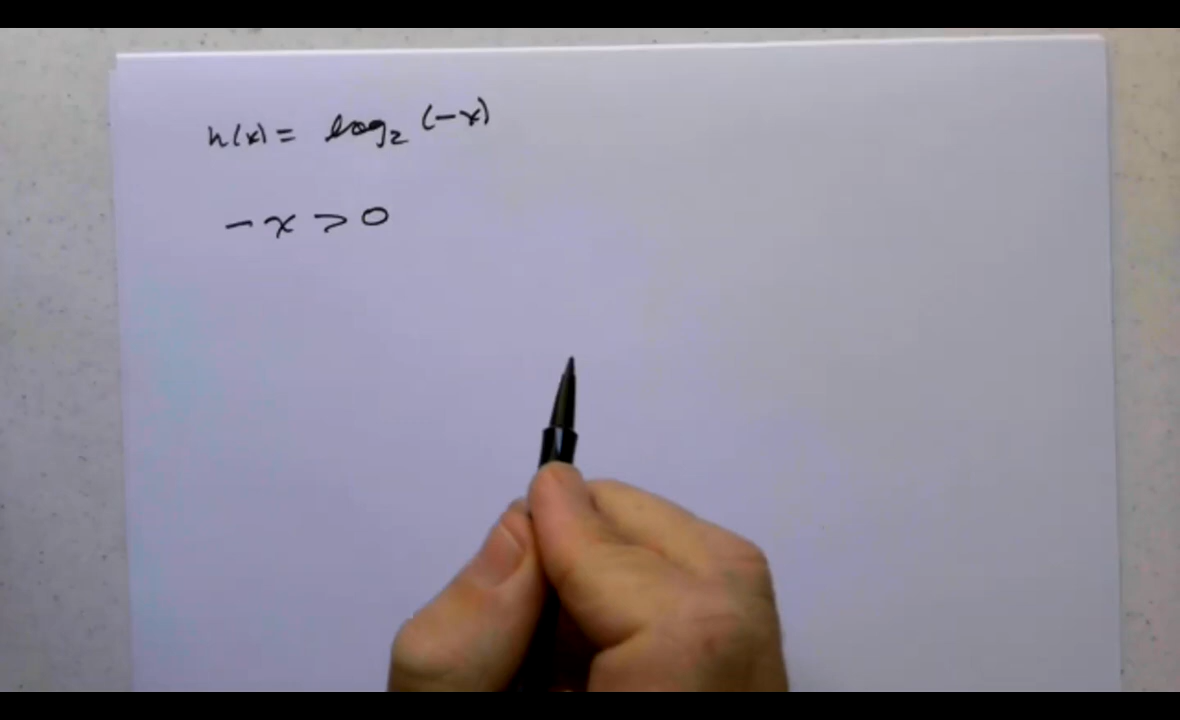 h(x) = log₂ (-x)
-x > 0